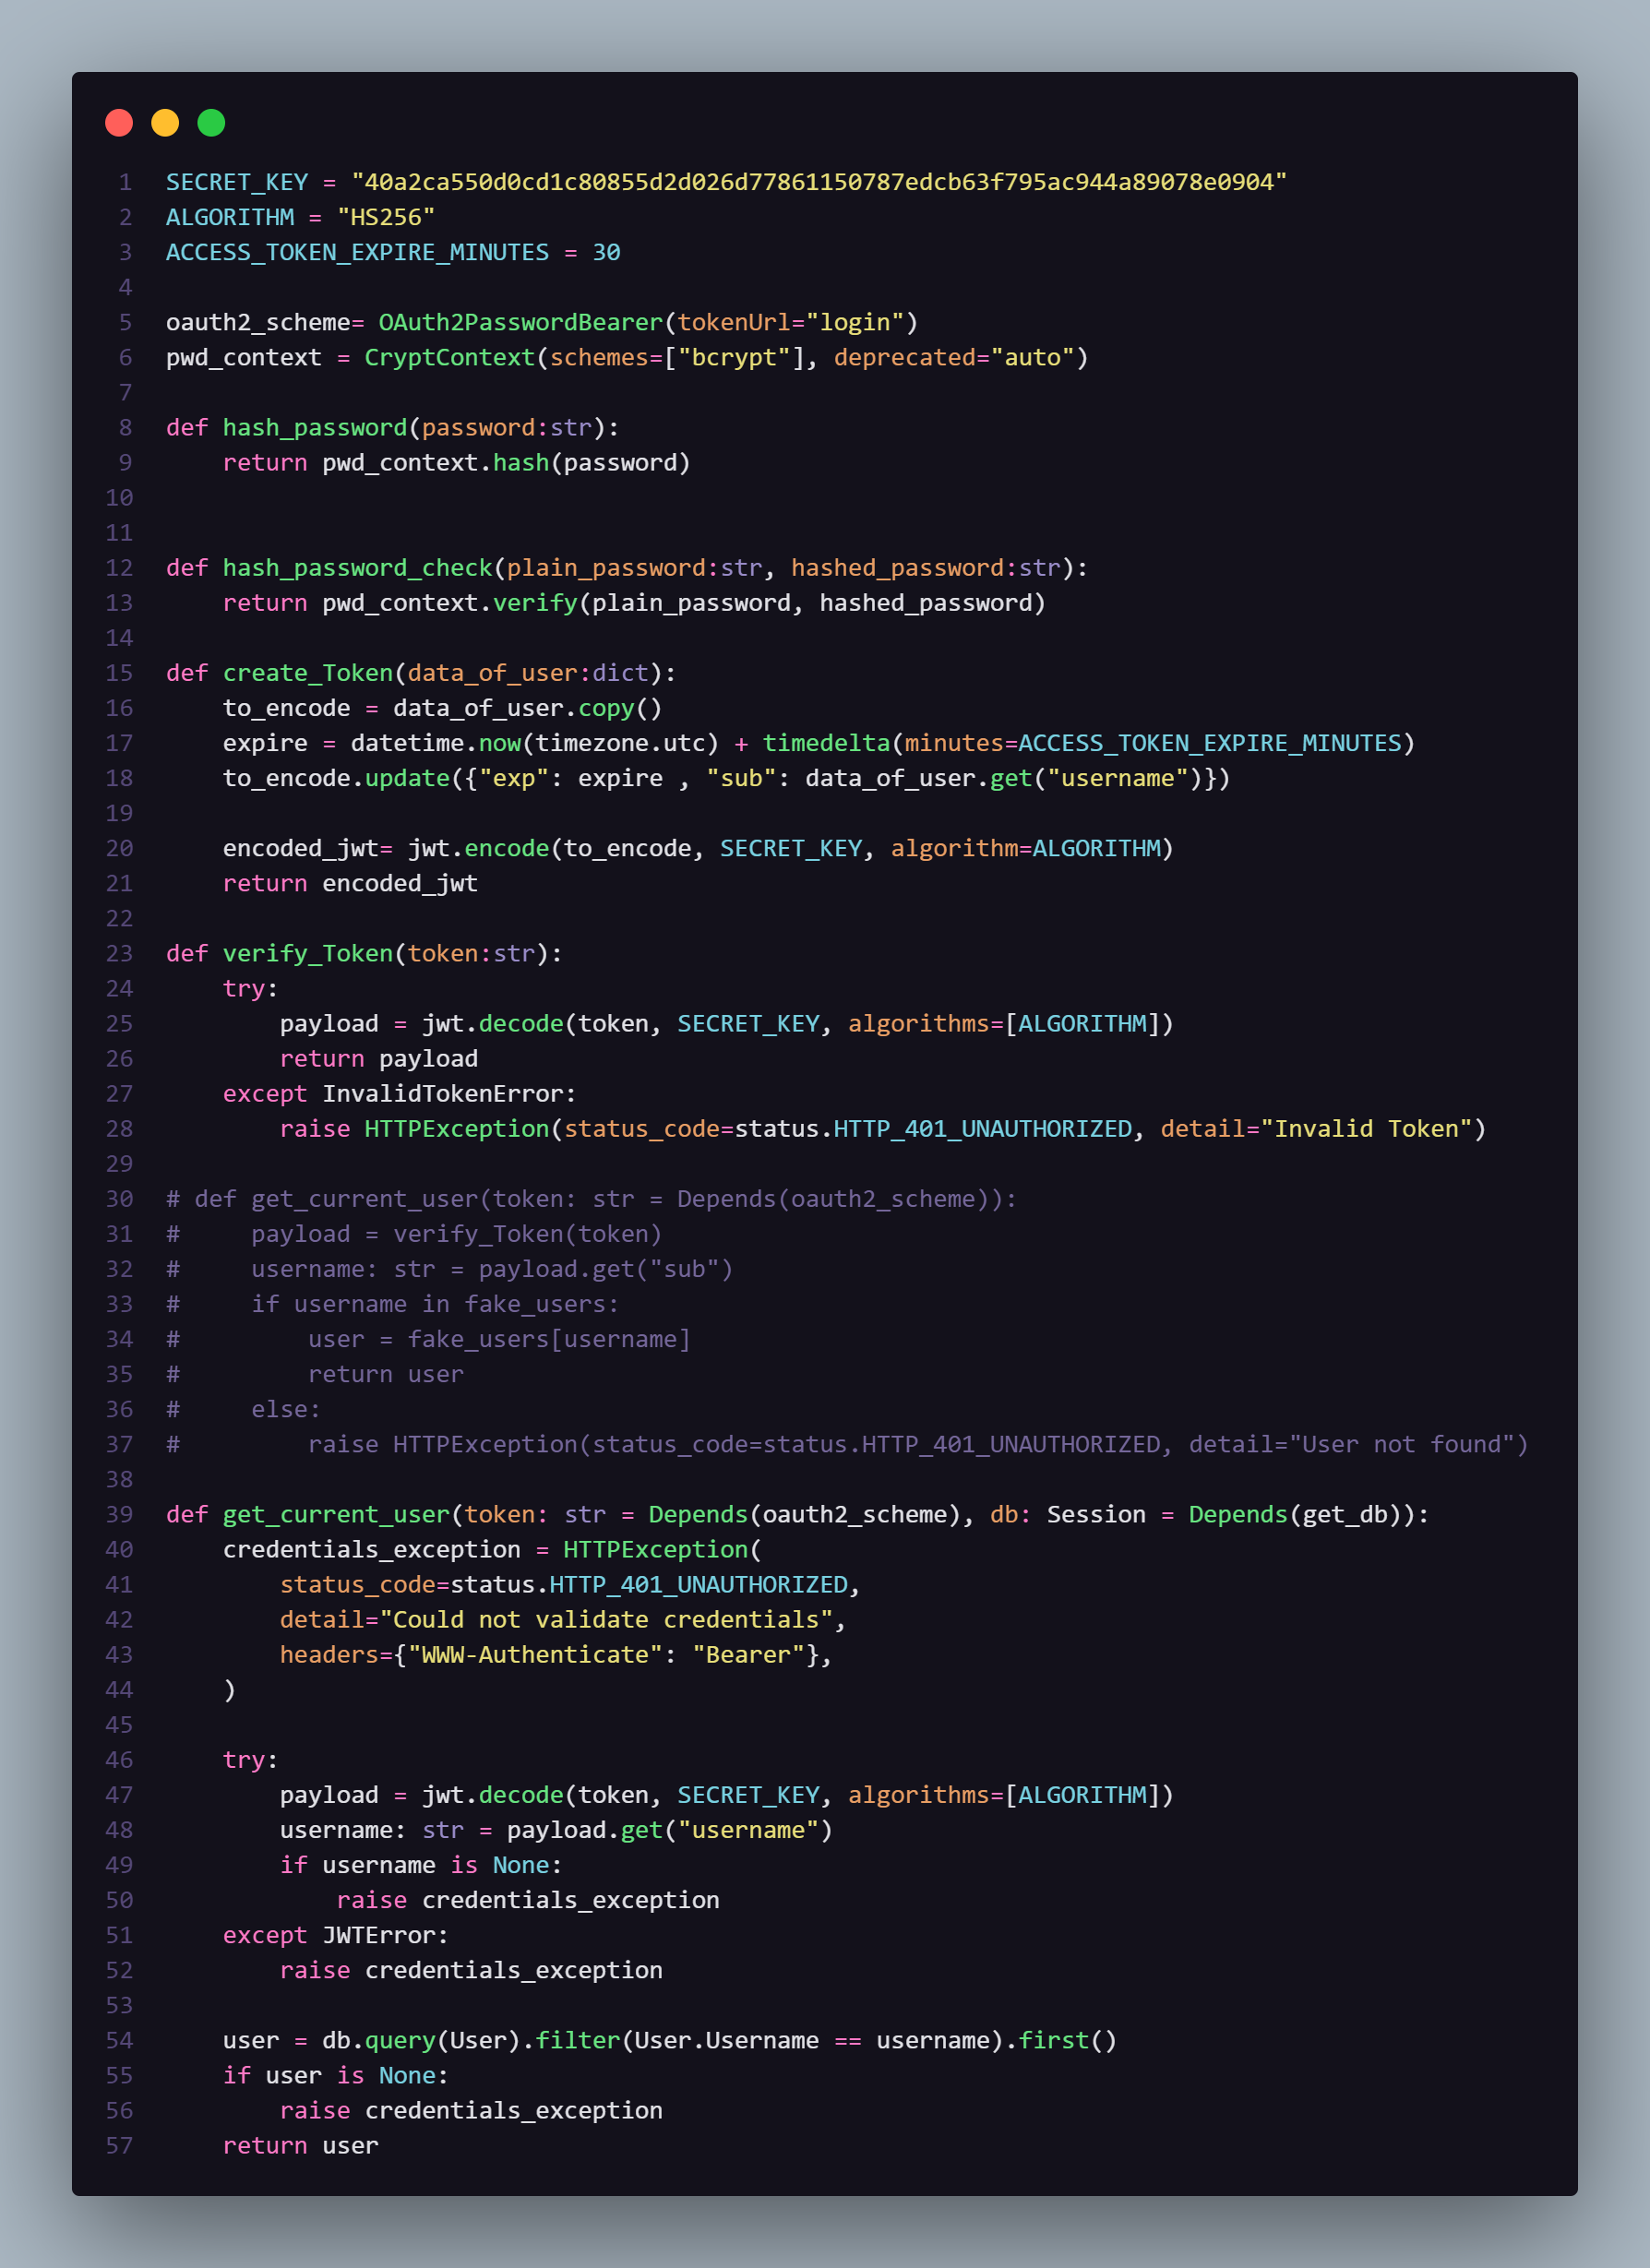 1 SECRET_KEY = "40a2ca550d0cd1c80855d2d026d77861150787edcb63f795ac944a89078e0904"
2 ALGORITHM = "HS256"
3 ACCESS_TOKEN_EXPIRE_MINUTES = 30
4
5 oauth2_scheme= OAuth2PasswordBearer(tokenUrl="login")
6 pwd_context = CryptContext(schemes=["bcrypt"], deprecated="auto")
7
8 def hash_password(password:str):
9     return pwd_context.hash(password)
10
11
12 def hash_password_check(plain_password:str, hashed_password:str):
13     return pwd_context.verify(plain_password, hashed_password)
14
15 def create_Token(data_of_user:dict):
16     to_encode = data_of_user.copy()
17     expire = datetime.now(timezone.utc) + timedelta(minutes=ACCESS_TOKEN_EXPIRE_MINUTES)
18     to_encode.update({"exp": expire , "sub": data_of_user.get("username")})
19
20     encoded_jwt= jwt.encode(to_encode, SECRET_KEY, algorithm=ALGORITHM)
21     return encoded_jwt
22
23 def verify_Token(token:str):
24     try:
25         payload = jwt.decode(token, SECRET_KEY, algorithms=[ALGORITHM])
26         return payload
27     except InvalidTokenError:
28         raise HTTPException(status_code=status.HTTP_401_UNAUTHORIZED, detail="Invalid Token")
29
30 # def get_current_user(token: str = Depends(oauth2_scheme)):
31 #     payload = verify_Token(token)
32 #     username: str = payload.get("sub")
33 #     if username in fake_users:
34 #         user = fake_users[username]
35 #         return user
36 #     else:
37 #         raise HTTPException(status_code=status.HTTP_401_UNAUTHORIZED, detail="User not found")
38
39 def get_current_user(token: str = Depends(oauth2_scheme), db: Session = Depends(get_db)):
40     credentials_exception = HTTPException(
41         status_code=status.HTTP_401_UNAUTHORIZED,
42         detail="Could not validate credentials",
43         headers={"WWW-Authenticate": "Bearer"},
44     )
45
46     try:
47         payload = jwt.decode(token, SECRET_KEY, algorithms=[ALGORITHM])
48         username: str = payload.get("username")
49         if username is None:
50             raise credentials_exception
51     except JWTError:
52         raise credentials_exception
53
54     user = db.query(User).filter(User.Username == username).first()
55     if user is None:
56         raise credentials_exception
57     return user